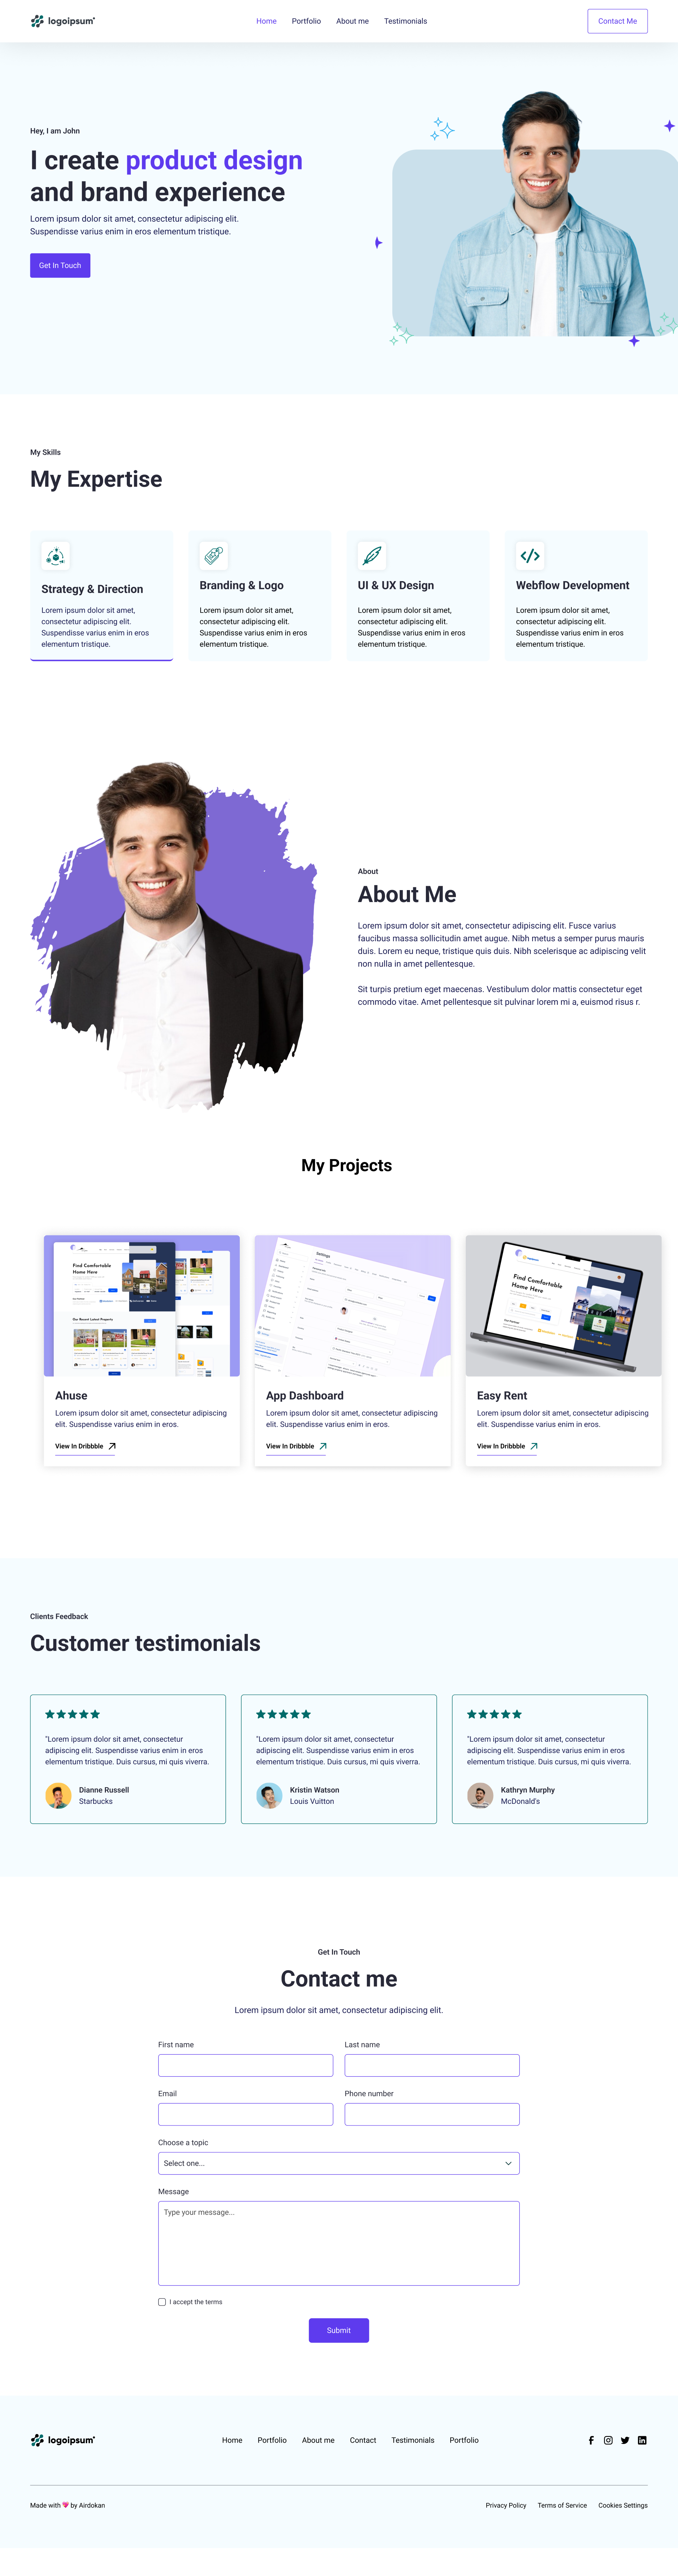 logoipsum
Home
Portfolio
About me
Testimonials
Contact Me
Hey, I am John
I create product design
and brand experience
Lorem ipsum dolor sit amet, consectetur adipiscing elit.
Suspendisse varius enim in eros elementum tristique.
Get In Touch
My Skills
My Expertise
Strategy & Direction
Lorem ipsum dolor sit amet,
consectetur adipiscing elit.
Suspendisse varius enim in eros
elementum tristique.
Branding & Logo
Lorem ipsum dolor sit amet,
consectetur adipiscing elit.
Suspendisse varius enim in eros
elementum tristique.
UI & UX Design
Lorem ipsum dolor sit amet,
consectetur adipiscing elit.
Suspendisse varius enim in eros
elementum tristique.
Webflow Development
Lorem ipsum dolor sit amet,
consectetur adipiscing elit.
Suspendisse varius enim in eros
elementum tristique.
About
About Me
Lorem ipsum dolor sit amet, consectetur adipiscing elit. Fusce varius
faucibus massa sollicitudin amet augue. Nibh metus a semper purus mauris
duis. Lorem eu neque, tristique quis duis. Nibh scelerisque ac adipiscing velit
non nulla in amet pellentesque.
Sit turpis pretium eget maecenas. Vestibulum dolor mattis consectetur eget
commodo vitae. Amet pellentesque sit pulvinar lorem mi a, euismod risus r.
My Projects
Find Comfortable
Home Here
Our Recent Latest Property
Ahuse
Lorem ipsum dolor sit amet, consectetur adipiscing
elit. Suspendisse varius enim in eros.
View In Dribbble
Settings
App Dashboard
Lorem ipsum dolor sit amet, consectetur adipiscing
elit. Suspendisse varius enim in eros.
View In Dribbble
Find Comfortable
Home Here
Easy Rent
Lorem ipsum dolor sit amet, consectetur adipiscing
elit. Suspendisse varius enim in eros.
View In Dribbble
Clients Feedback
Customer testimonials
"Lorem ipsum dolor sit amet, consectetur
adipiscing elit. Suspendisse varius enim in eros
elementum tristique. Duis cursus, mi quis viverra.
Dianne Russell
Starbucks
"Lorem ipsum dolor sit amet, consectetur
adipiscing elit. Suspendisse varius enim in eros
elementum tristique. Duis cursus, mi quis viverra.
Kristin Watson
Louis Vuitton
"Lorem ipsum dolor sit amet, consectetur
adipiscing elit. Suspendisse varius enim in eros
elementum tristique. Duis cursus, mi quis viverra.
Kathryn Murphy
McDonald's
Get In Touch
Contact me
Lorem ipsum dolor sit amet, consectetur adipiscing elit.
First name
Last name
Email
Phone number
Choose a topic
Select one...
Message
Type your message...
I accept the terms
Submit
logoipsum
Home
Portfolio
About me
Contact
Testimonials
Portfolio
Made with 💖 by Airdokan
Privacy Policy
Terms of Service
Cookies Settings